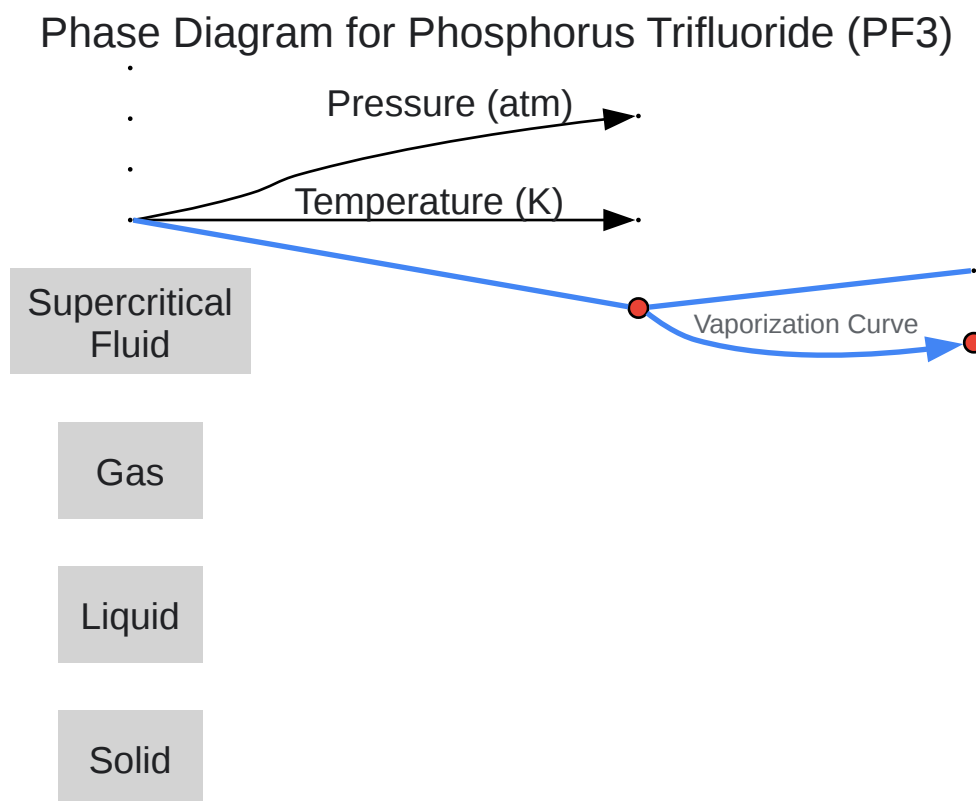 Phase Diagram for Phosphorus Trifluoride (PF3)
Pressure (atm)
Temperature (K)
Supercritical
Fluid
Vaporization Curve
Gas
Liquid
Solid